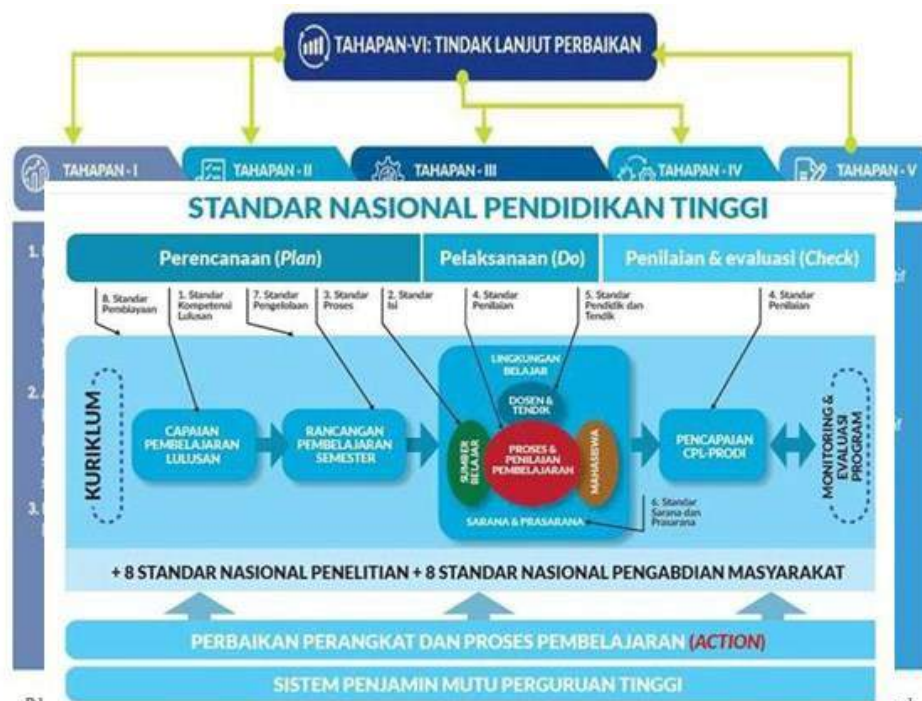 TAHAPAN-VI: TINDAK LANJUT PERBAIKAN
TAHAPAN - I
TAHAPAN - II
TAHAPAN - III
TAHAPAN - IV
TAHAPAN - V
STANDAR NASIONAL PENDIDIKAN TINGGI
Perencanaan (Plan)
Pelaksanaan (Do)
Penilaian & evaluasi (Check)
8. Standar
Pembiayaan
1. Standar
Kompetensi
Lulusan
7. Standar
Pengelolaan
3. Standar
Proses
2. Standar
Isi
4. Standar
Penilaian
5. Standar
Pendidik dan
Tendik
4. Standar
Penilaian
1.
2.
3.
KURIKLUM
CAPAIAN
PEMBELAJARAN
LULUSAN
RANCANGAN
PEMBELAJARAN
SEMESTER
LINGKUNGAN
BELAJAR
DOSEN &
TENDIK
SUMBER
BELAJAR
PROSES &
PENILAIAN
PEMBELAJARAN
MAHASISWA
SARANA & PRASARANA
PENCAPAIAN
CPL-PRODI
6. Standar
Sarana dan
Prasarana
MONITORING &
EVALUASI
PROGRAM
+ 8 STANDAR NASIONAL PENELITIAN + 8 STANDAR NASIONAL PENGABDIAN MASYARAKAT
PERBAIKAN PERANGKAT DAN PROSES PEMBELAJARAN (ACTION)
SISTEM PENJAMIN MUTU PERGURUAN TINGGI